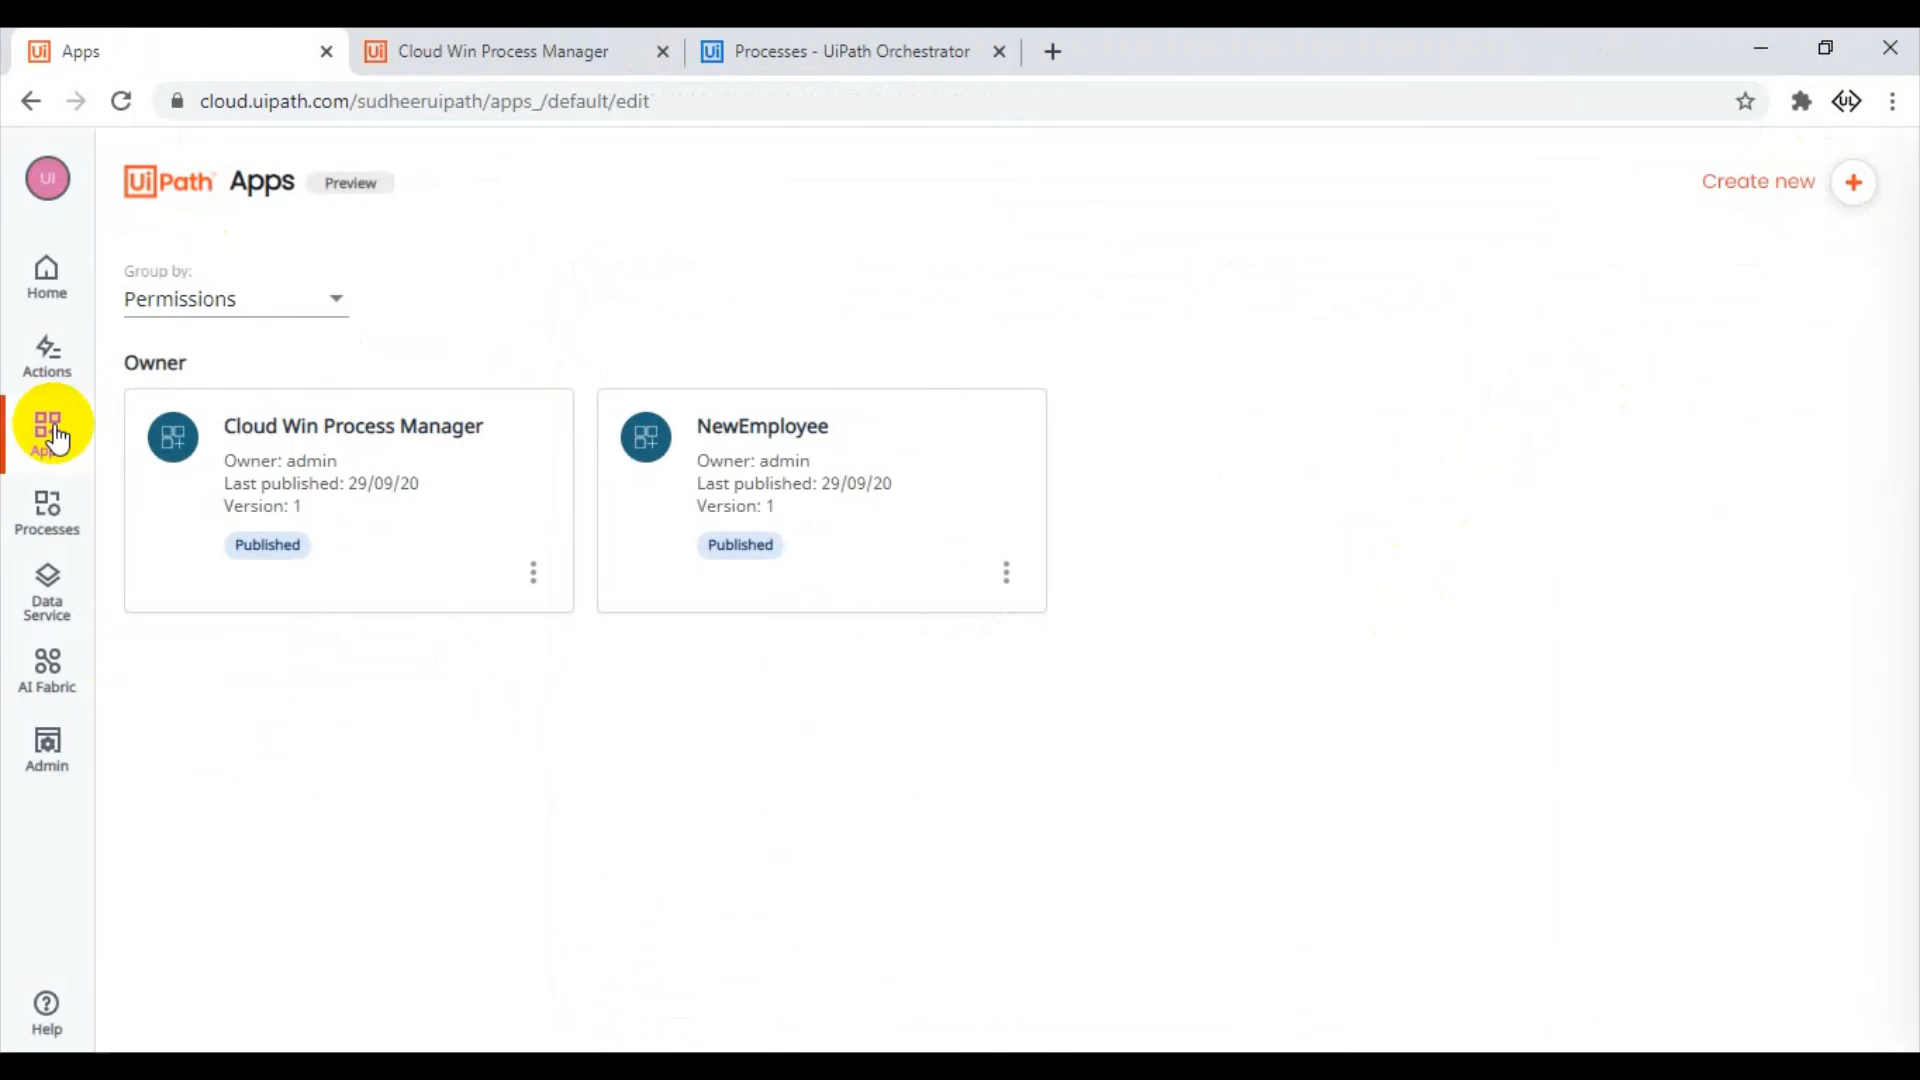 Apps
Cloud Win Process Manager
Processes - UiPath Orchestrator
cloud.uipath.com/sudheeruipath/apps_/default/edit
UI
Home
Actions
Processes
Data
Service
AI Fabric
Admin
Help
UiPath Apps Preview
Create new
Group by:
Permissions
Owner
Cloud Win Process Manager
Owner: admin
Last published: 29/09/20
Version: 1
Published
NewEmployee
Owner: admin
Last published: 29/09/20
Version: 1
Published